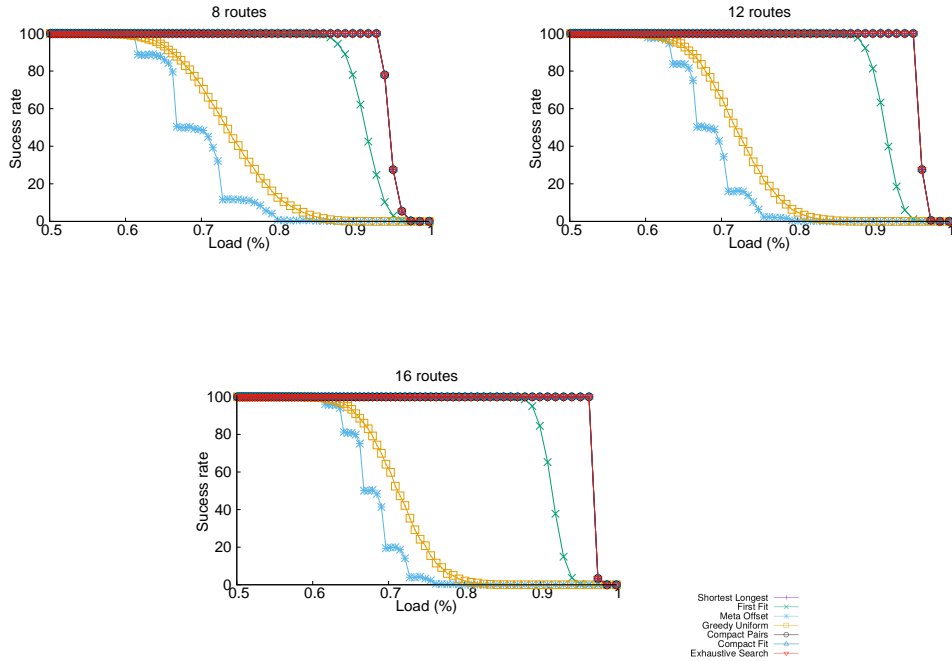 8 routes
100
80
60
40
20
0
Sucess rate
0.5
0.6
0.7
0.8
0.9
1
Load (%)
12 routes
100
80
60
40
20
0
Sucess rate
0.5
0.6
0.7
0.8
0.9
1
Load (%)
16 routes
100
80
60
40
20
0
Sucess rate
0.5
0.6
0.7
0.8
0.9
1
Load (%)
Shortest Longest
First Fit
Meta Offset
Greedy Uniform
Compact Pairs
Compact Fit
Exhaustive Search